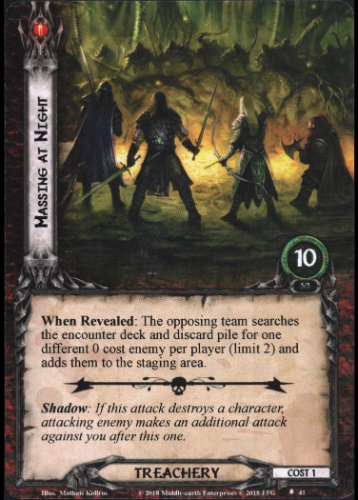 MASSING AT NIGHT
10
5/5
When Revealed: The opposing team searches
the encounter deck and discard pile for one
different 0 cost enemy per player (limit 2) and
adds them to the staging area.
Shadow: If this attack destroys a character,
attacking enemy makes an additional attack
against you after this one.
TREACHERY
COST 1
Illus. Mathias Kollros
© 2018 Middle-earth Enterprises © 2018 FFG
41